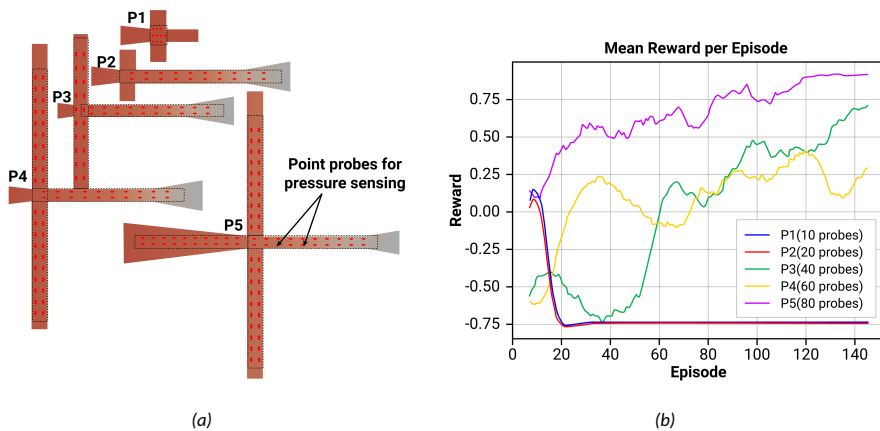 P1
P2
P3
P4
P5
Point probes for
pressure sensing
(a)
Mean Reward per Episode
Reward
0.75
0.50
0.25
0.00
-0.25
-0.50
-0.75
0 20 40 60 80 100 120 140
Episode
P1(10 probes)
P2(20 probes)
P3(40 probes)
P4(60 probes)
P5(80 probes)
(b)